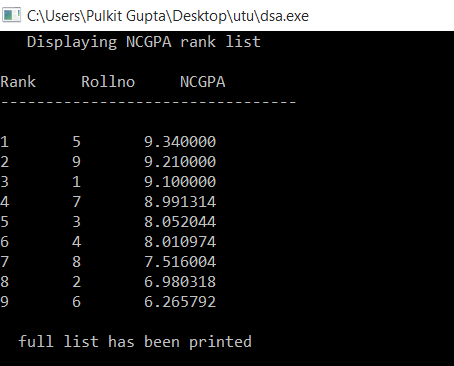 C:\Users\Pulkit Gupta\Desktop\utu\dsa.exe
Displaying NCGPA rank list
Rank Rollno NCGPA
---------------------------------
1 5 9.340000
2 9 9.210000
3 1 9.100000
4 7 8.991314
5 3 8.052044
6 4 8.010974
7 8 7.516004
8 2 6.980318
9 6 6.265792
full list has been printed